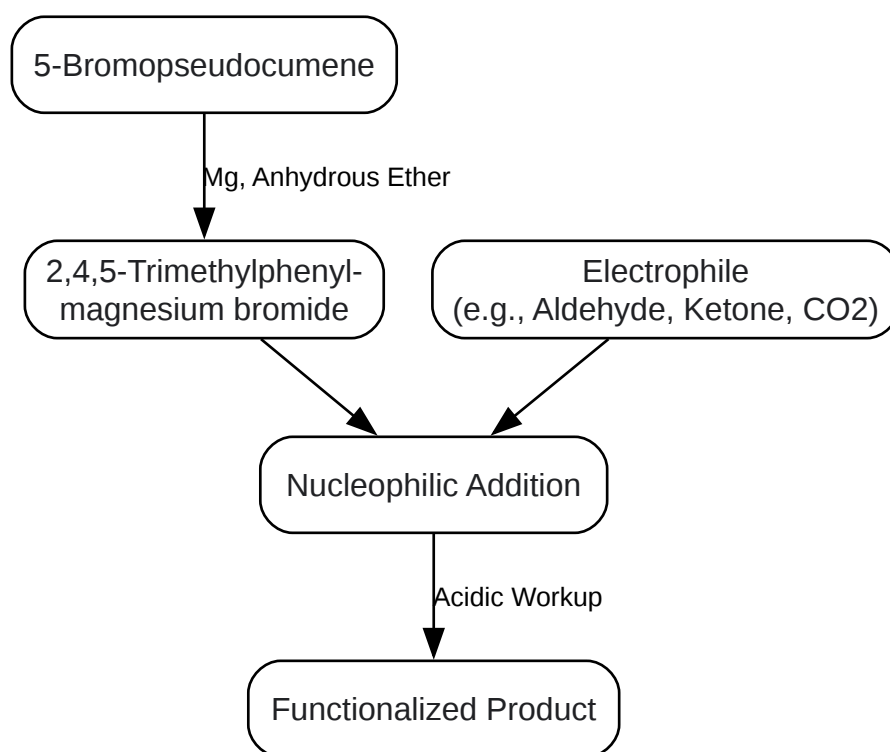 5-Bromopseudocumene
Mg, Anhydrous Ether
2,4,5-Trimethylphenyl-
magnesium bromide
Electrophile
(e.g., Aldehyde, Ketone, CO2)
Nucleophilic Addition
Acidic Workup
Functionalized Product